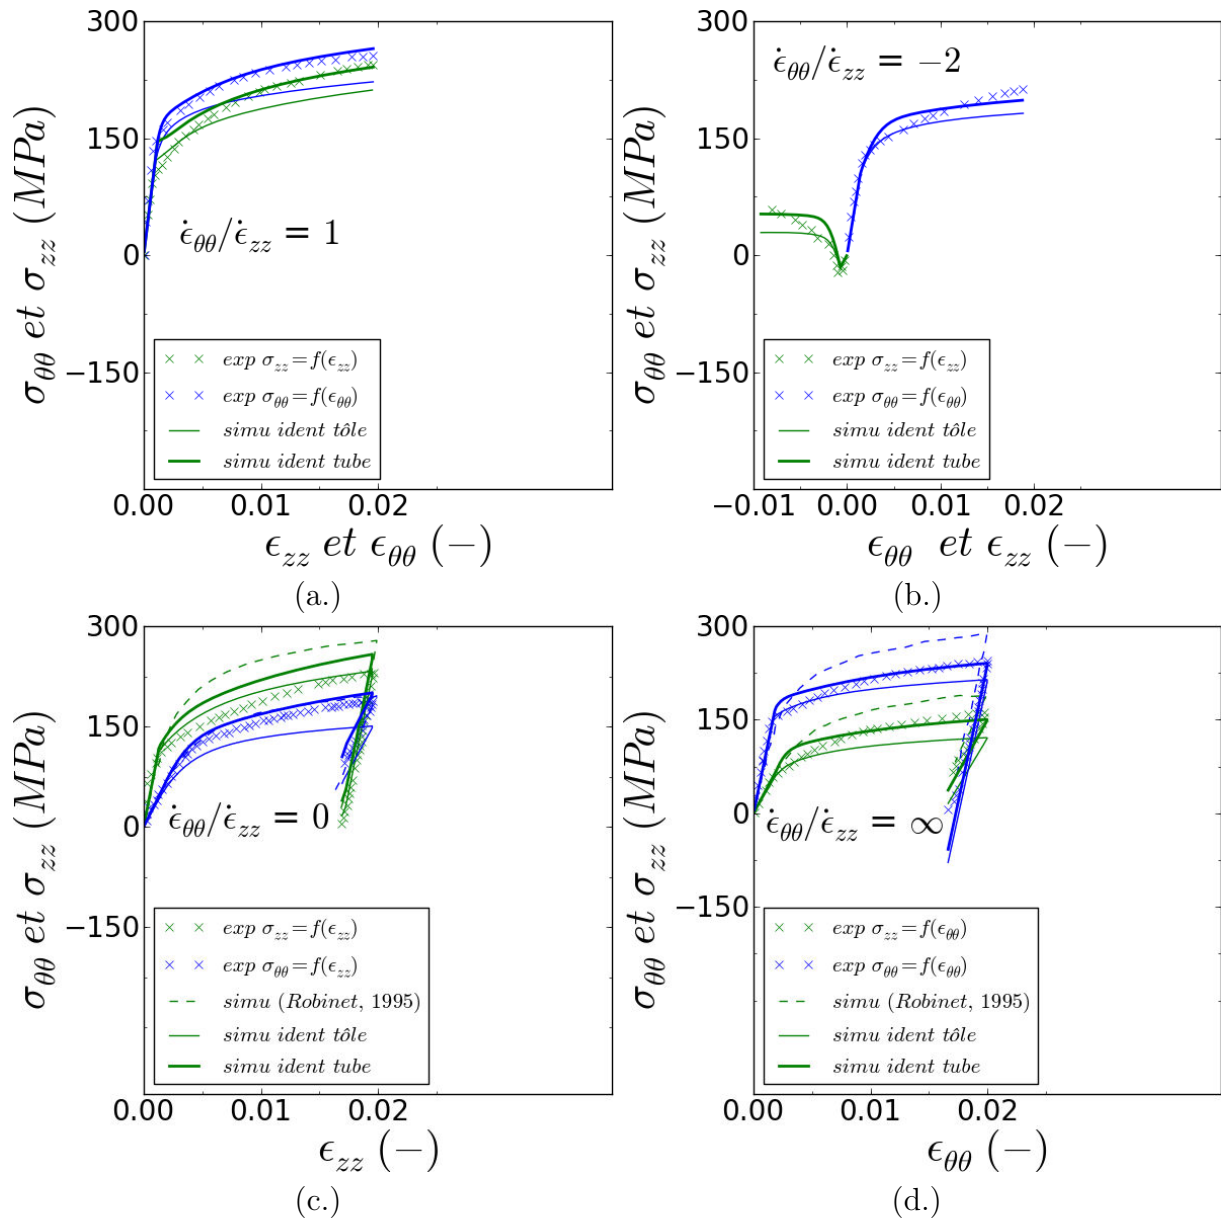 300
150
0
−150
σθθ et σzz (MPa)
ϵ̇θθ/ϵ̇zz = 1
exp σzz=f(ϵzz)
exp σθθ=f(ϵθθ)
simu ident tôle
simu ident tube
0.00 0.01 0.02
ϵzz et ϵθθ (−)
(a.)
300
150
0
−150
σθθ et σzz (MPa)
ϵ̇θθ/ϵ̇zz = −2
exp σzz=f(ϵzz)
exp σθθ=f(ϵθθ)
simu ident tôle
simu ident tube
−0.01 0.00 0.01 0.02
ϵθθ et ϵzz (−)
(b.)
300
150
0
−150
σθθ et σzz (MPa)
ϵ̇θθ/ϵ̇zz = 0
exp σzz=f(ϵzz)
exp σθθ=f(ϵzz)
simu (Robinet, 1995)
simu ident tôle
simu ident tube
0.00 0.01 0.02
ϵzz (−)
(c.)
300
150
0
−150
σθθ et σzz (MPa)
ϵ̇θθ/ϵ̇zz = ∞
exp σzz=f(ϵθθ)
exp σθθ=f(ϵθθ)
simu (Robinet, 1995)
simu ident tôle
simu ident tube
0.00 0.01 0.02
ϵθθ (−)
(d.)